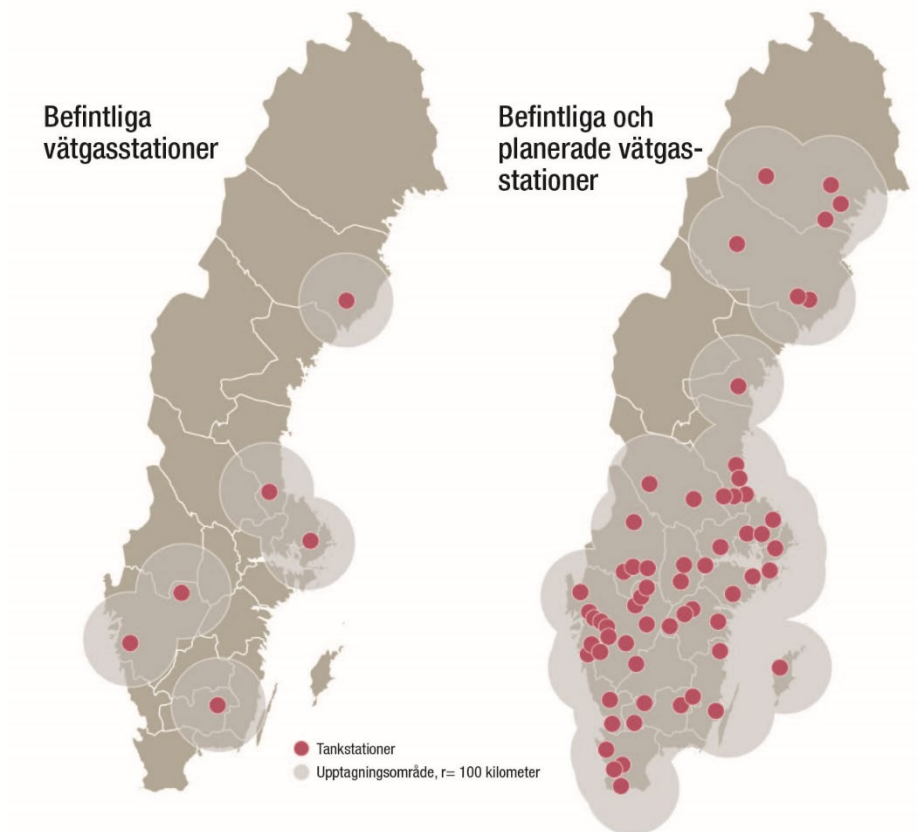 Befintliga
vätgasstationer
Befintliga och
planerade vätgas-
stationer
Tankstationer
Upptagningsområde, r= 100 kilometer